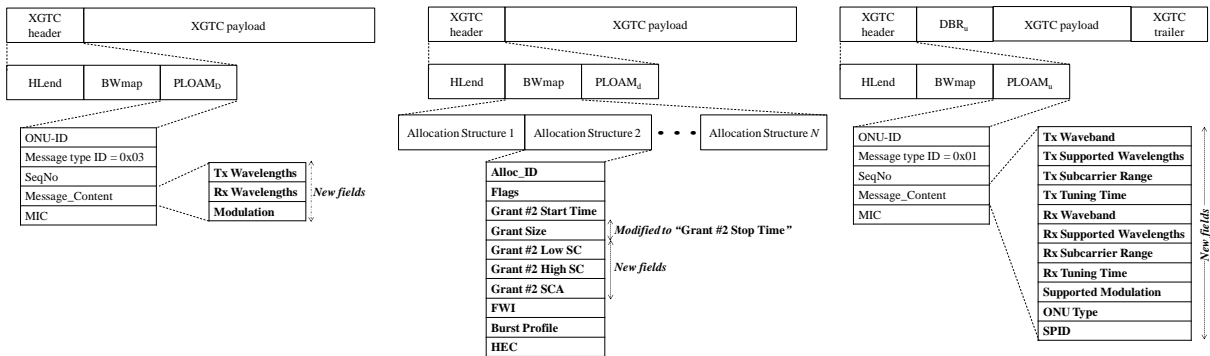 XGTC
header
XGTC payload
HLend
BWmap
PLOAMD
ONU-ID
Message type ID = 0x03
SeqNo
Message_Content
MIC
Tx Wavelengths
Rx Wavelengths
Modulation
New fields
XGTC
header
XGTC payload
HLend
BWmap
PLOAMd
Allocation Structure 1
Allocation Structure 2
• • •
Allocation Structure N
Alloc_ID
Flags
Grant #2 Start Time
Grant Size
Grant #2 Low SC
Grant #2 High SC
Grant #2 SCA
FWI
Burst Profile
HEC
Modified to “Grant #2 Stop Time”
New fields
XGTC
header
DBRu
XGTC payload
XGTC
trailer
HLend
BWmap
PLOAMu
ONU-ID
Message type ID = 0x01
SeqNo
Message_Content
MIC
Tx Waveband
Tx Supported Wavelengths
Tx Subcarrier Range
Tx Tuning Time
Rx Waveband
Rx Supported Wavelengths
Rx Subcarrier Range
Rx Tuning Time
Supported Modulation
ONU Type
SPID
New fields